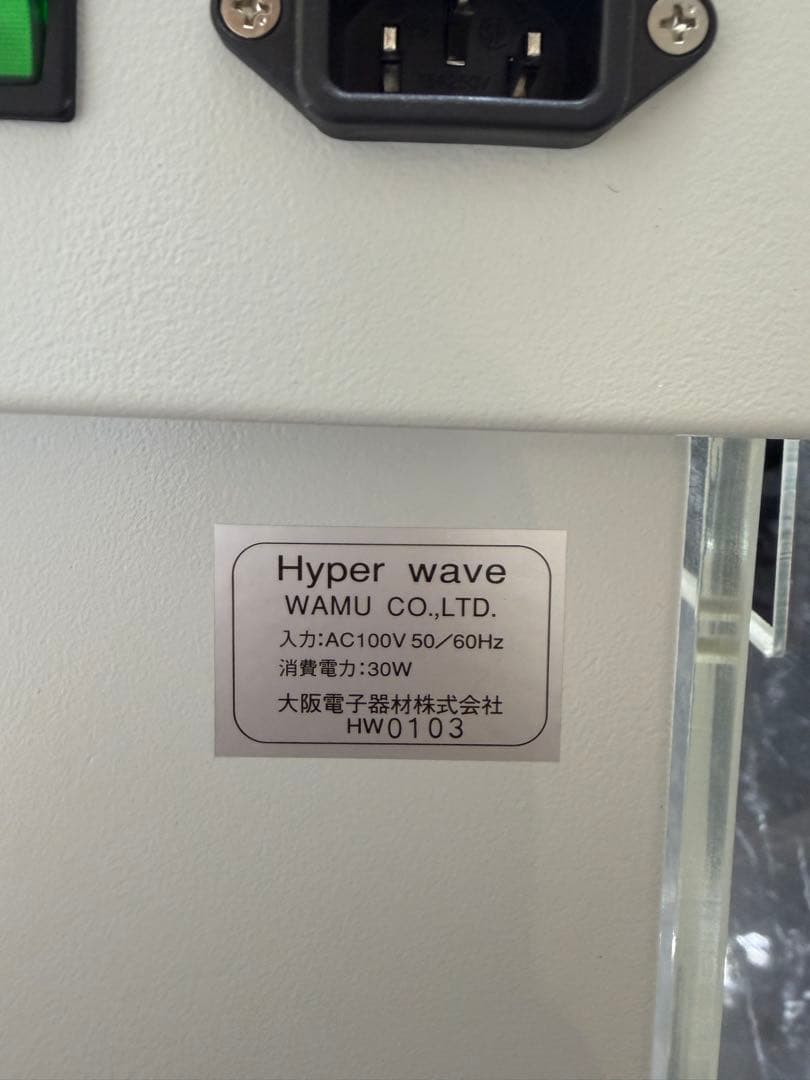 Hyper wave
WAMU CO.,LTD.
入力:AC100V 50/60Hz
消費電力:30W
大阪電子器材株式会社
HW0103